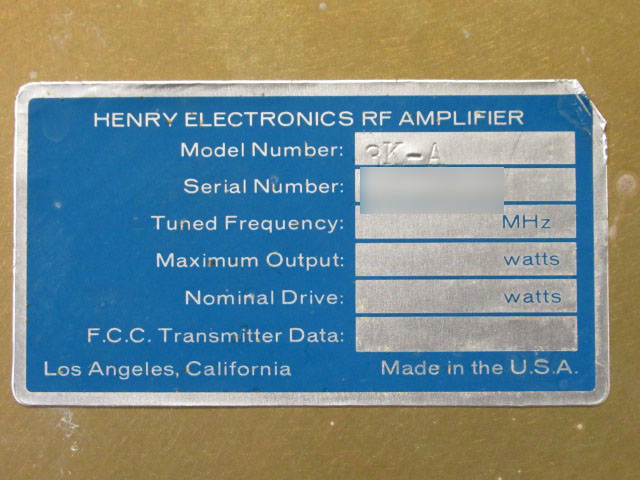 HENRY ELECTRONICS RF AMPLIFIER
Model Number: 3K-A
Serial Number:
Tuned Frequency: MHz
Maximum Output: watts
Nominal Drive: watts
F.C.C. Transmitter Data:
Los Angeles, California Made in the U.S.A.